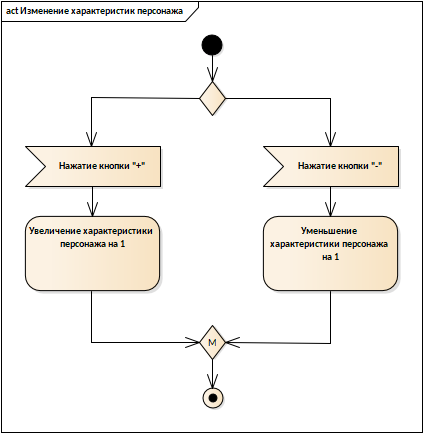 act Изменение характеристик персонажа
Нажатие кнопки "+"
Нажатие кнопки "-"
Увеличение характеристики
персонажа на 1
Уменьшение
характеристики персонажа
на 1
M